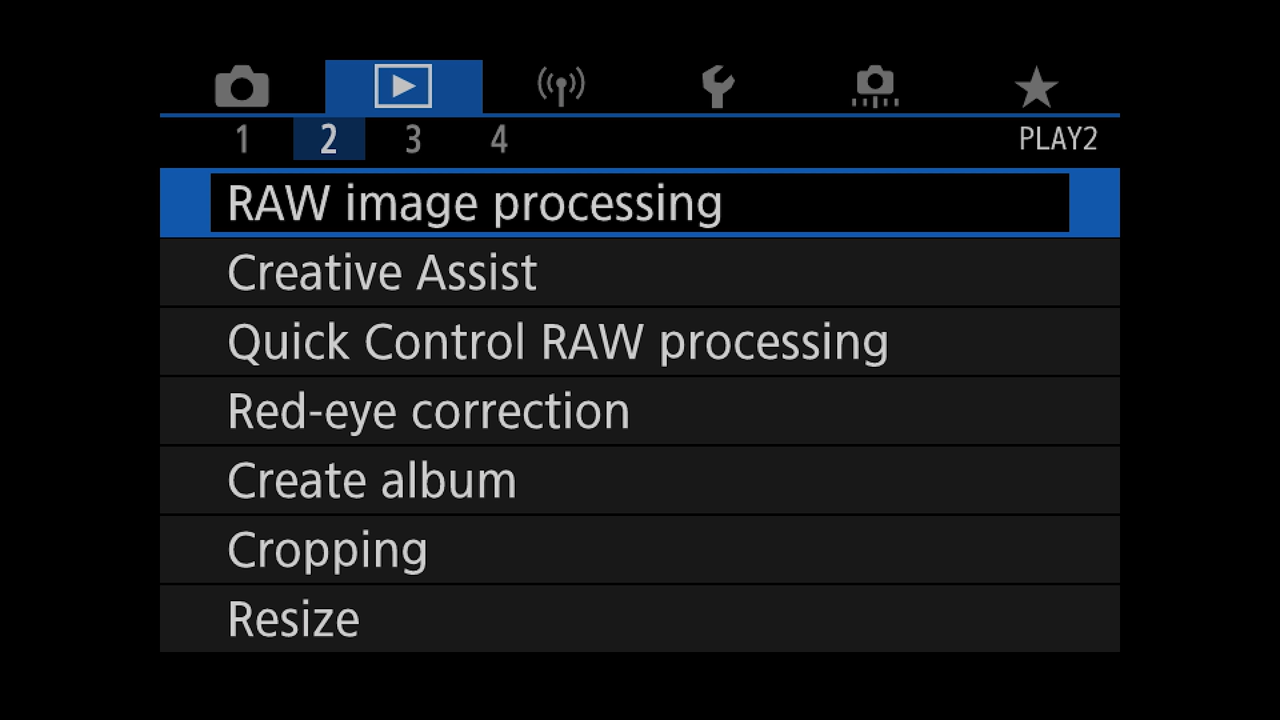 1 2 3 4 PLAY2
RAW image processing
Creative Assist
Quick Control RAW processing
Red-eye correction
Create album
Cropping
Resize